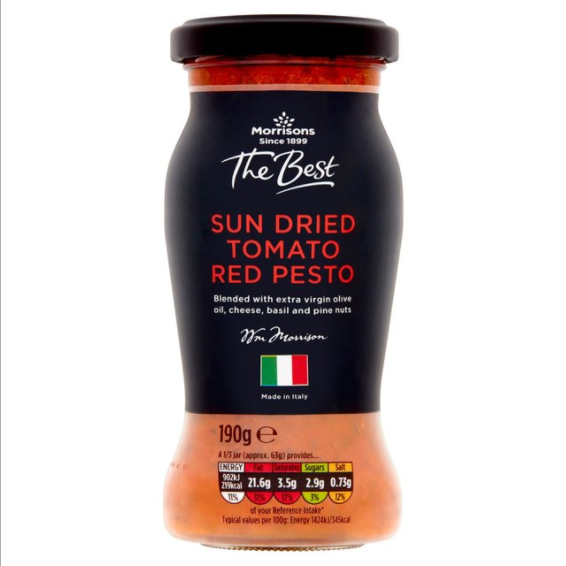 Morrisons
Since 1899
The Best
SUN DRIED
TOMATO
RED PESTO
Blended with extra virgin olive
oil, cheese, basil and pine nuts
Wm Morrison
Made in Italy
190g ℮
A 1/3 jar (approx. 63g) provides...
ENERGY Fat Saturates Sugars Salt
902kJ
219kcal 21.6g 3.5g 2.9g 0.73g
11% 31% 17% 3% 12%
of your Reference Intake*
Typical values per 100g: Energy 1424kJ/345kcal